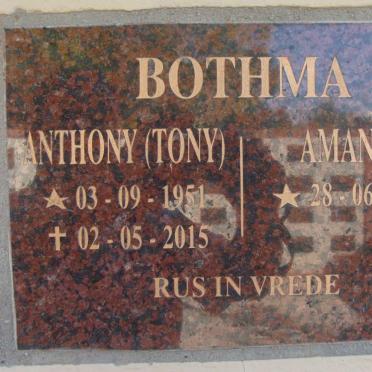 BOTHMA
ANTHONY (TONY) AMAN
03 - 09 - 1951 28 - 06
02 - 05 - 2015
RUS IN VREDE